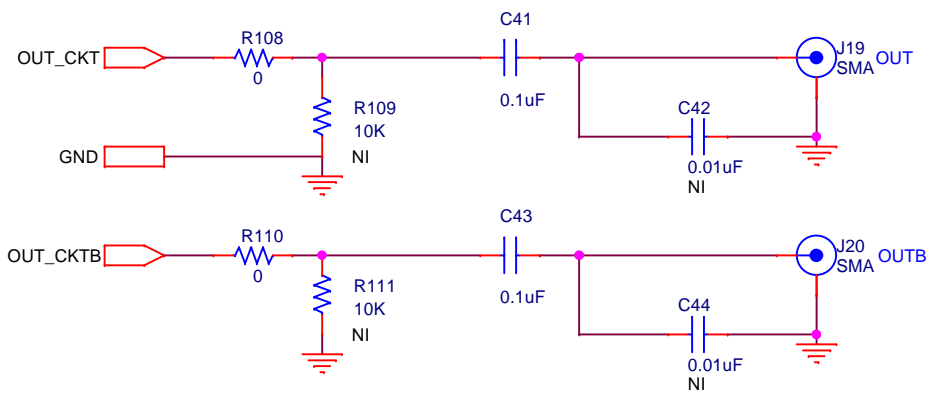 C41
R108
J19
OUT_CKT
OUT
SMA
0
0.1uF
R109
C42
10K
GND
NI
0.01uF
NI
C43
R110
J20
OUT_CKTB
OUTB
SMA
0
R111
0.1uF
C44
10K
NI
0.01uF
NI